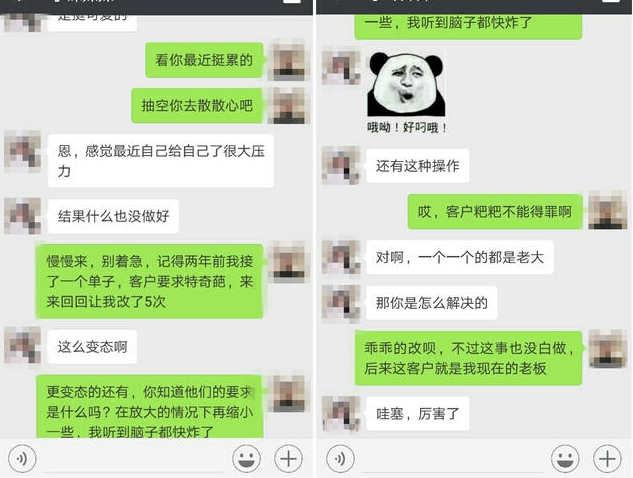 是挺可爱的
看你最近挺累的
抽空你去散散心吧
恩，感觉最近自己给自己了很大压
力
结果什么也没做好
慢慢来，别着急，记得两年前我接
了一个单子，客户要求特奇葩，来
来回回让我改了5次
这么变态啊
更变态的还有，你知道他们的要求
是什么吗？在放大的情况下再缩小
一些，我听到脑子都快炸了
一些，我听到脑子都快炸了
哦呦！好叼哦！
还有这种操作
哎，客户粑粑不能得罪啊
对啊，一个一个的都是老大
那你是怎么解决的
乖乖的改呗，不过这事也没白做，
后来这客户就是我现在的老板
哇塞，厉害了